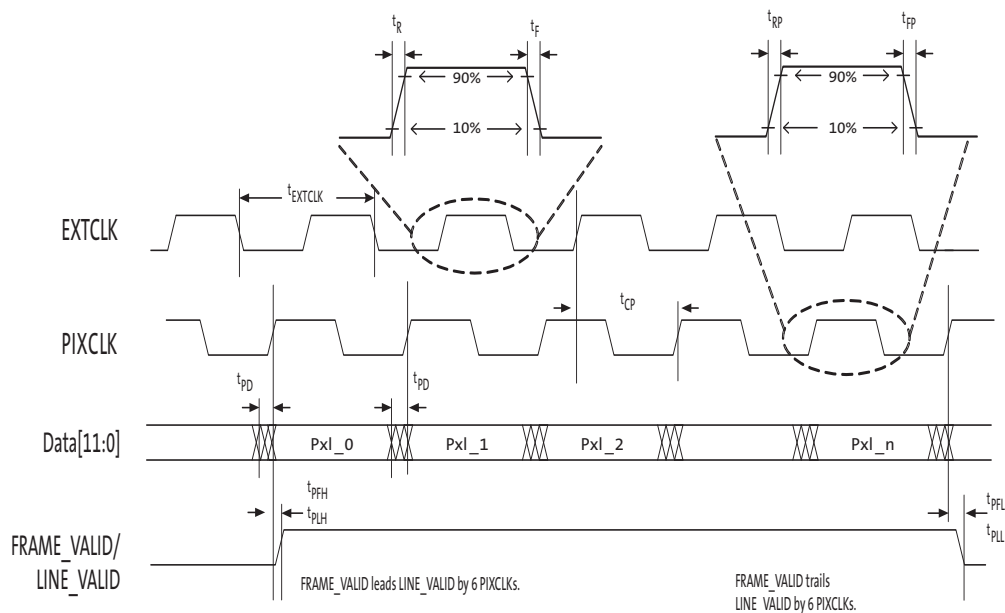 tR
tF
tRP
tFP
90%
90%
10%
10%
tEXTCLK
EXTCLK
tCP
PIXCLK
tPD
tPD
Data[11:0]
Pxl_0
Pxl_1
Pxl_2
Pxl_n
tPFH
tPLH
tPFL
tPLL
FRAME_VALID/
LINE_VALID
FRAME_VALID leads LINE_VALID by 6 PIXCLKs.
FRAME_VALID trails
LINE_VALID by 6 PIXCLKs.